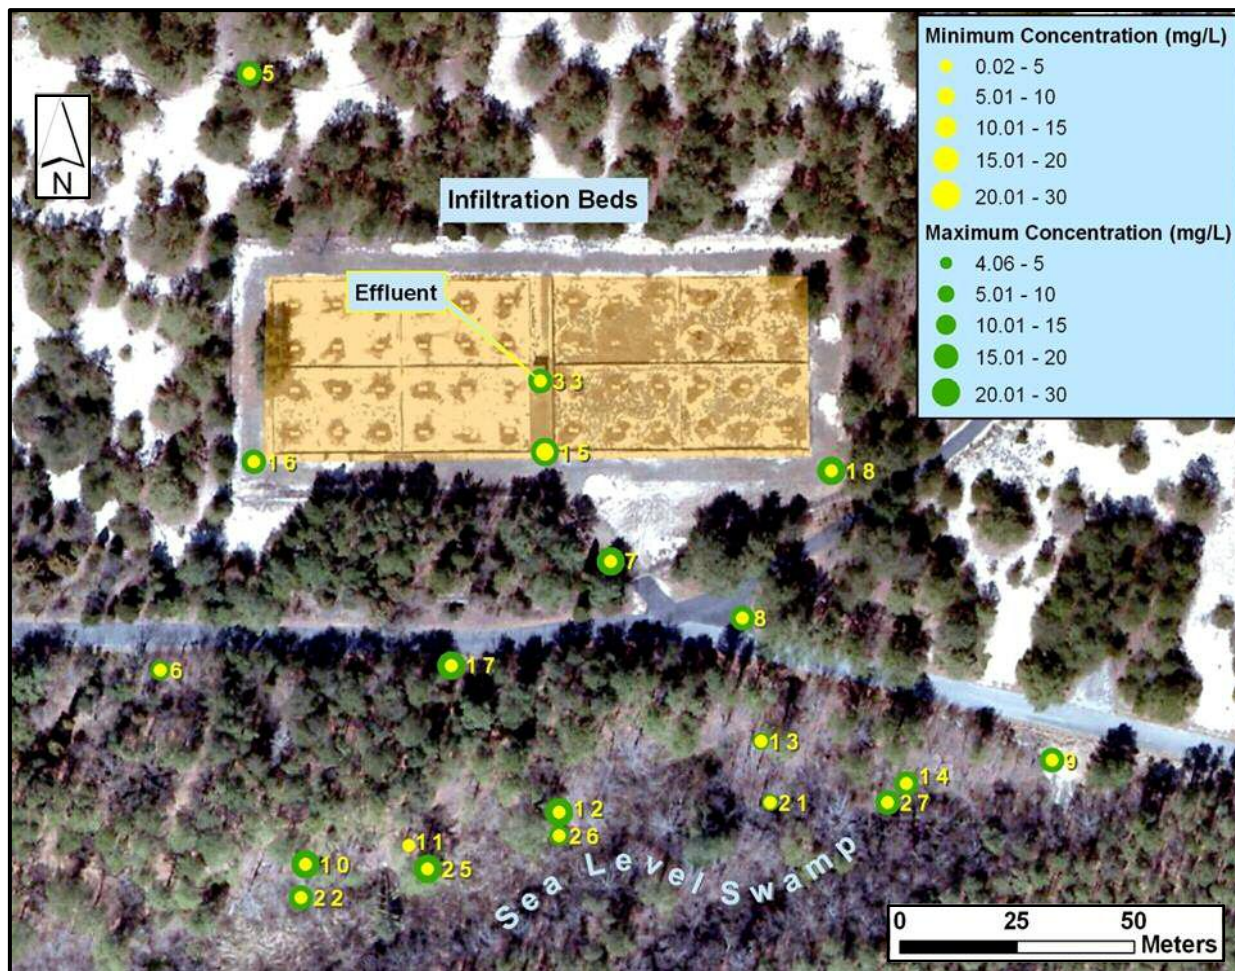 Minimum Concentration (mg/L)
0.02 - 5
5.01 - 10
10.01 - 15
15.01 - 20
20.01 - 30
Maximum Concentration (mg/L)
4.06 - 5
5.01 - 10
10.01 - 15
15.01 - 20
20.01 - 30
5
N
Infiltration Beds
Effluent
33
15
16
18
7
8
17
6
13
9
14
21
27
12
26
11
10
25
22
Sea Level Swamp
0 25 50
Meters